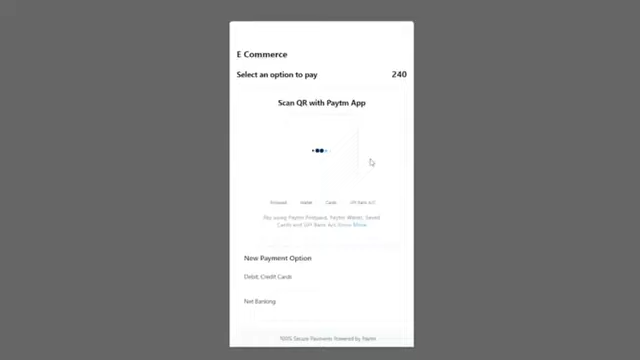 E Commerce
Select an option to pay 240
Scan QR with Paytm App
Postpaid Wallet Cards UPI Bank A/C
Pay using Paytm Postpaid, Paytm Wallet, Saved
Cards and UPI Bank A/c. Know More
New Payment Option
Debit, Credit Cards
Net Banking
100% Secure Payments Powered by Paytm